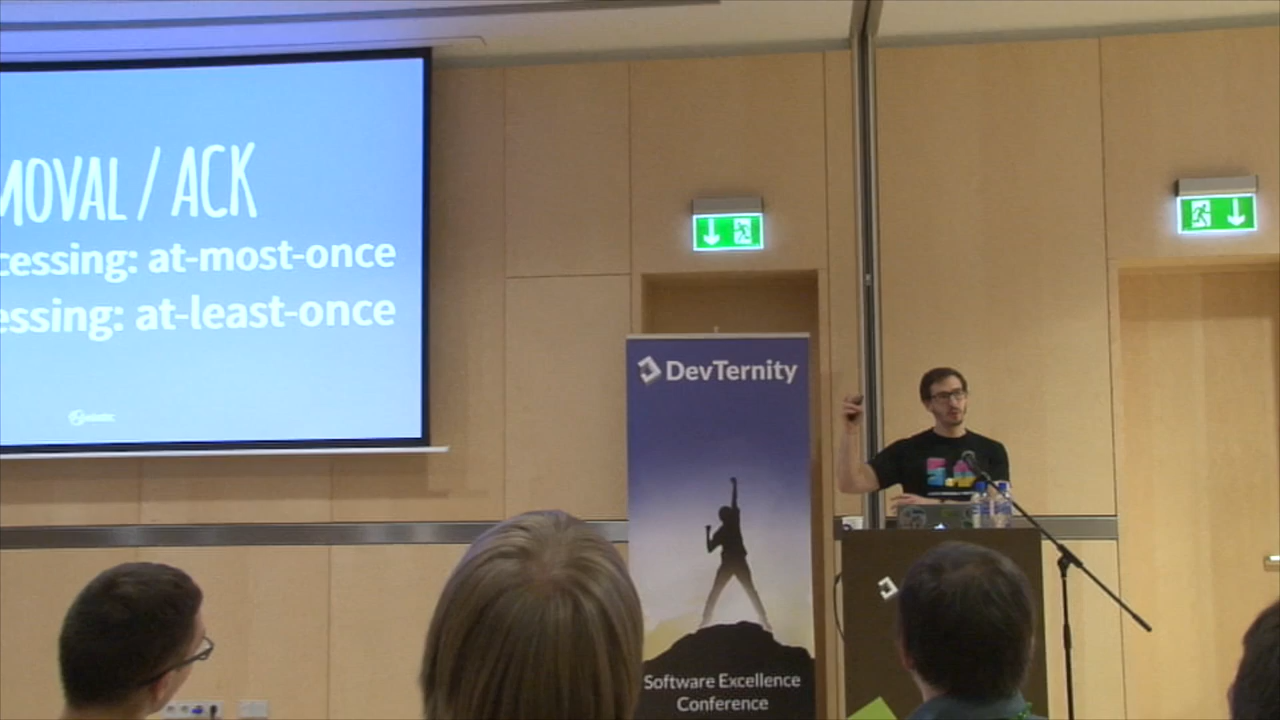 MOVAL / ACK
cessing: at-most-once
essing: at-least-once
DevTernity
Software Excellence
Conference